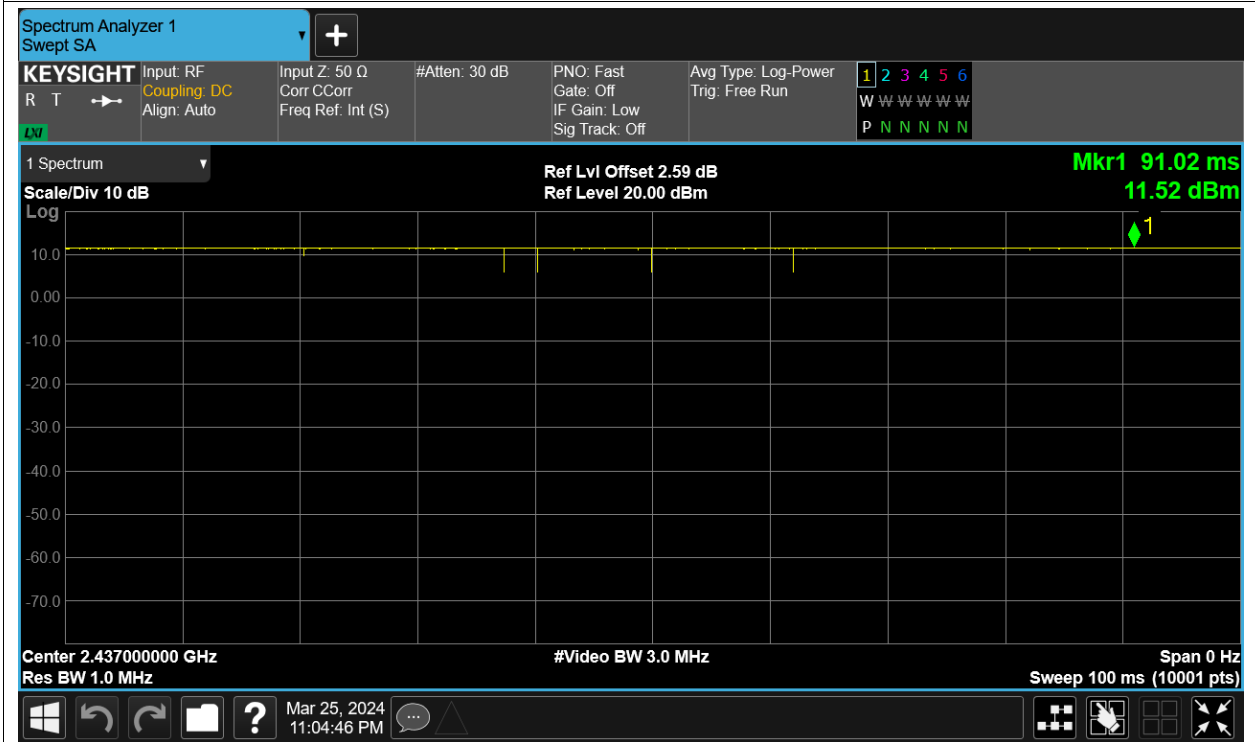 Spectrum Analyzer 1
Swept SA
KEYSIGHT
R T
LXI
Input: RF
Coupling: DC
Align: Auto
Input Z: 50 Ω
Corr CCorr
Freq Ref: Int (S)
#Atten: 30 dB
PNO: Fast
Gate: Off
IF Gain: Low
Sig Track: Off
Avg Type: Log-Power
Trig: Free Run
1 2 3 4 5 6
W W W W W W
P N N N N N
1 Spectrum
Scale/Div 10 dB
Ref Lvl Offset 2.59 dB
Ref Level 20.00 dBm
Mkr1 91.02 ms
11.52 dBm
Log
1
10.0
0.00
-10.0
-20.0
-30.0
-40.0
-50.0
-60.0
-70.0
Center 2.437000000 GHz
Res BW 1.0 MHz
#Video BW 3.0 MHz
Span 0 Hz
Sweep 100 ms (10001 pts)
Mar 25, 2024
11:04:46 PM